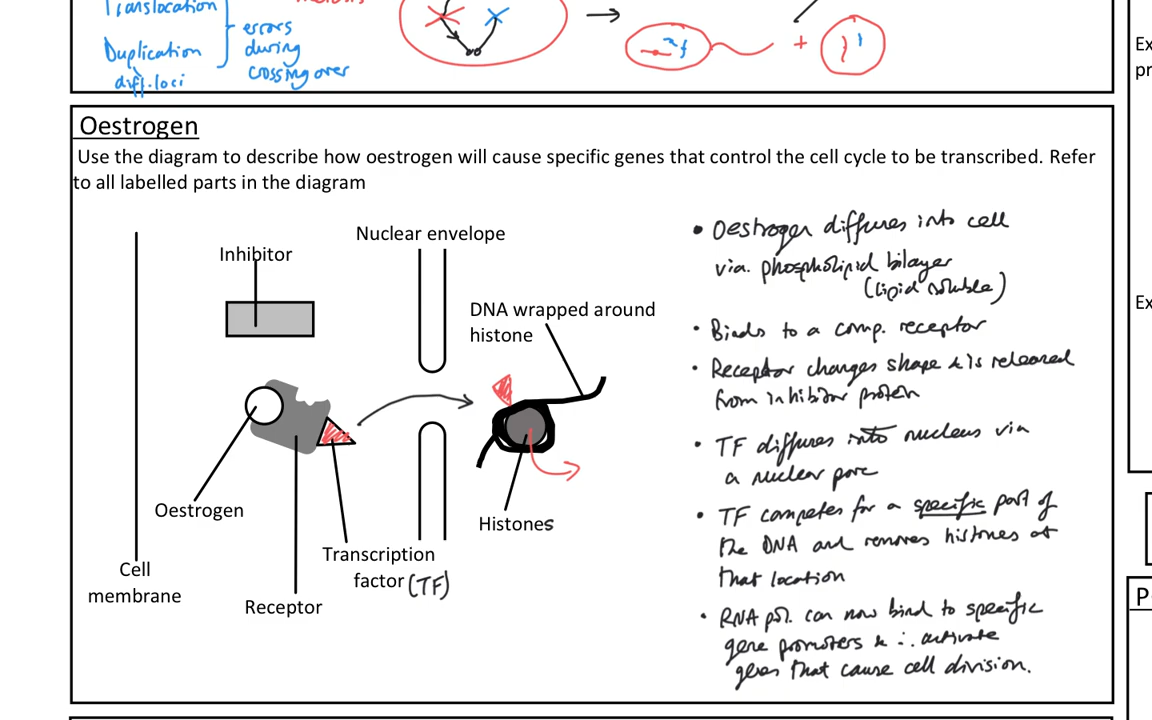 Translocation
Duplication
diff. loci
errors
during
crossing over
+
Ex
pr
Oestrogen
Use the diagram to describe how oestrogen will cause specific genes that control the cell cycle to be transcribed. Refer
to all labelled parts in the diagram
Nuclear envelope
Inhibitor
DNA wrapped around
histone
Oestrogen
Histones
Transcription
factor (TF)
Cell
membrane
Receptor
• Oestrogen diffuses into cell
via. phospholipid bilayer
(lipid soluble)
• Binds to a comp. receptor
• Receptor changes shape & is released
from inhibitor protein
• TF diffuses into nucleus via
a nuclear pore
• TF competes for a specific part of
the DNA and removes histones at
that location
• RNA pol. can now bind to specific
gene promoters & ∴ activate
genes that cause cell division.
Ex
P